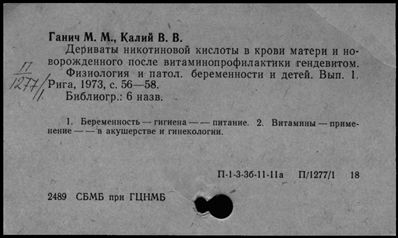 Ганич М. М., Калий В. В.
Дериваты никотиновой кислоты в крови матери и но-
ворожденного после витаминопрофилактики гендевитом.
Физиология и патол. беременности и детей. Вып. 1.
Рига, 1973, с. 56—58.
Библиогр.: 6 назв.
П
1277/1
1. Беременность — гигиена — — питание. 2. Витамины — приме-
нение — — в акушерстве и гинекологии.
П-1-3-3б-11-11а П/1277/1 18
2489 СБМБ при ГЦНМБ